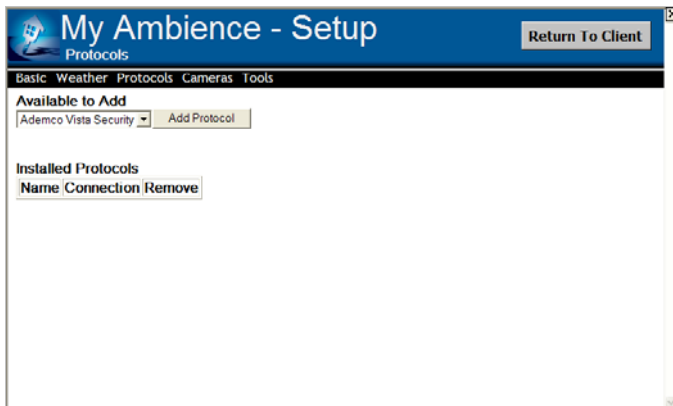 My Ambience - Setup
Protocols
Return To Client
Basic Weather Protocols Cameras Tools
Available to Add
Ademco Vista Security Add Protocol
Installed Protocols
Name Connection Remove